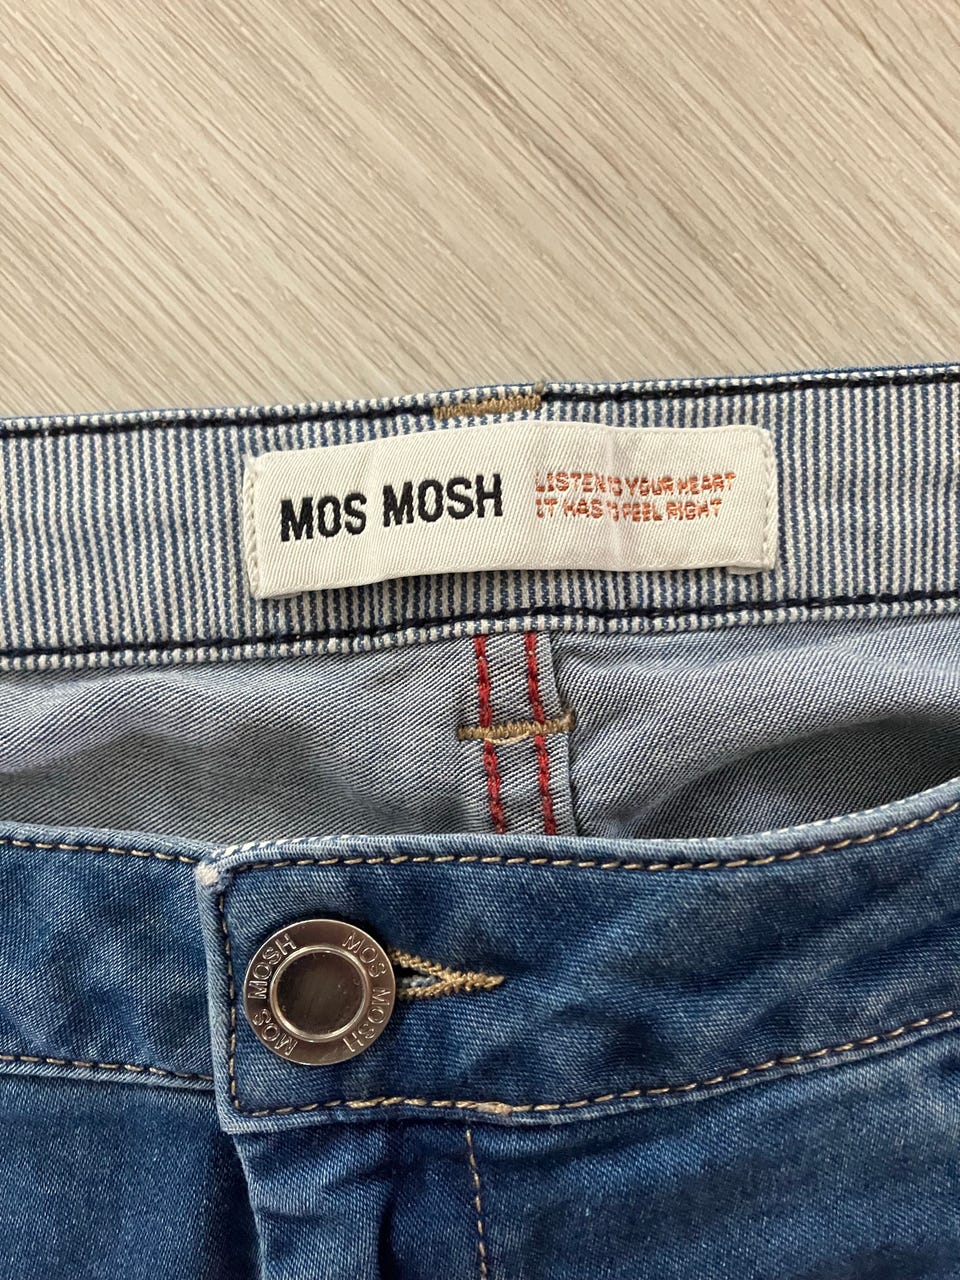 MOS MOSH
LISTEN TO YOUR HEART
IT HAS TO FEEL RIGHT
MOS MOSH MOS MOSH